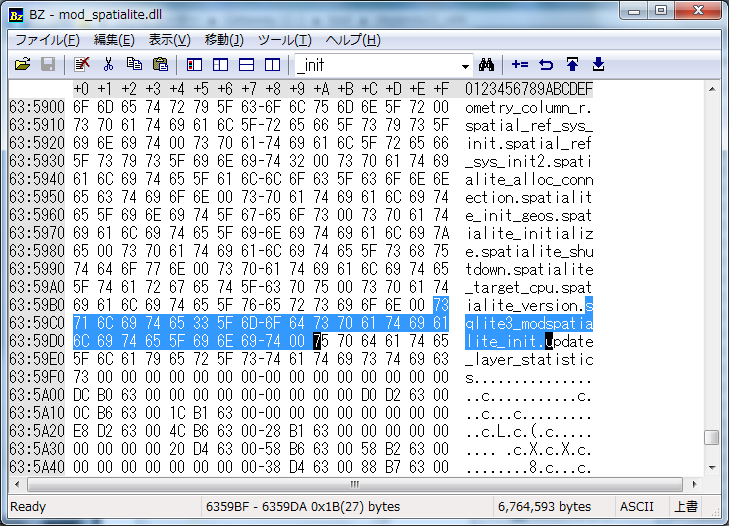 BZ - mod_spatialite.dll
ファイル(F) 編集(E) 表示(V) 移動(J) ツール(T) ヘルプ(H)
_init
+0 +1 +2 +3 +4 +5 +6 +7 +8 +9 +A +B +C +D +E +F 0123456789ABCDEF
63:5900 6F 6D 65 74 72 79 5F 63-6F 6C 75 6D 6E 5F 72 00 ometry_column_r.
63:5910 73 70 61 74 69 61 6C 5F-72 65 66 5F 73 79 73 5F spatial_ref_sys_
63:5920 69 6E 69 74 00 73 70 61-74 69 61 6C 5F 72 65 66 init.spatial_ref
63:5930 5F 73 79 73 5F 69 6E 69-74 32 00 73 70 61 74 69 _sys_init2.spati
63:5940 61 6C 69 74 65 5F 61 6C-6C 6F 63 5F 63 6F 6E 6E alite_alloc_conn
63:5950 65 63 74 69 6F 6E 00 73-70 61 74 69 61 6C 69 74 ection.spatialit
63:5960 65 5F 69 6E 69 74 5F 67-65 6F 73 00 73 70 61 74 e_init_geos.spat
63:5970 69 61 6C 69 74 65 5F 69-6E 69 74 69 61 6C 69 7A ialite_initializ
63:5980 65 00 73 70 61 74 69 61-6C 69 74 65 5F 73 68 75 e.spatialite_shu
63:5990 74 64 6F 77 6E 00 73 70-61 74 69 61 6C 69 74 65 tdown.spatialite
63:59A0 5F 74 61 72 67 65 74 5F-63 70 75 00 73 70 61 74 _target_cpu.spat
63:59B0 69 61 6C 69 74 65 5F 76-65 72 73 69 6F 6E 00 73 ialite_version.s
63:59C0 71 6C 69 74 65 33 5F 6D-6F 64 73 70 61 74 69 61 qlite3_modspatia
63:59D0 6C 69 74 65 5F 69 6E 69-74 00 75 70 64 61 74 65 lite_init.update
63:59E0 5F 6C 61 79 65 72 5F 73-74 61 74 69 73 74 69 63 _layer_statistic
63:59F0 73 00 00 00 00 00 00 00-00 00 00 00 00 00 00 00 s...............
63:5A00 DC B0 63 00 00 00 00 00-00 00 00 00 D0 D2 63 00 ..c...........c.
63:5A10 0C B6 63 00 1C B1 63 00-00 00 00 00 00 00 00 00 ..c...c.........
63:5A20 E8 D2 63 00 4C B6 63 00-28 B1 63 00 00 00 00 00 ..c.L.c.(.c.....
63:5A30 00 00 00 00 20 D4 63 00-58 B6 63 00 58 B2 63 00 .... .c.X.c.X.c.
63:5A40 00 00 00 00 00 00 00 00-38 D4 63 00 88 B7 63 00 ........8.c...c.
Ready 6359BF - 6359DA 0x1B(27) bytes 6,764,593 bytes ASCII 上書